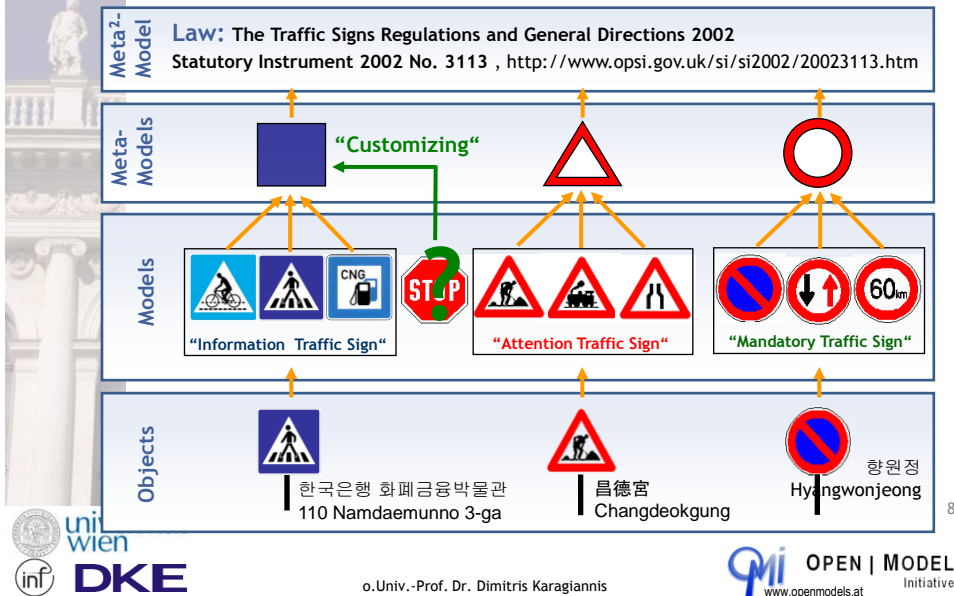 Meta²-
Model
Law: The Traffic Signs Regulations and General Directions 2002
Statutory Instrument 2002 No. 3113 , http://www.opsi.gov.uk/si/si2002/20023113.htm
Meta-
Models
“Customizing“
Models
CNG
STOP
?
60km
“Information Traffic Sign“
“Attention Traffic Sign“
“Mandatory Traffic Sign“
Objects
한국은행 화폐금융박물관
110 Namdaemunno 3-ga
昌德宮
Changdeokgung
향원정
Hyangwonjeong
8
wien
inf
DKE
o.Univ.-Prof. Dr. Dimitris Karagiannis
OMi
www.openmodels.at
OPEN | MODEL
Initiative